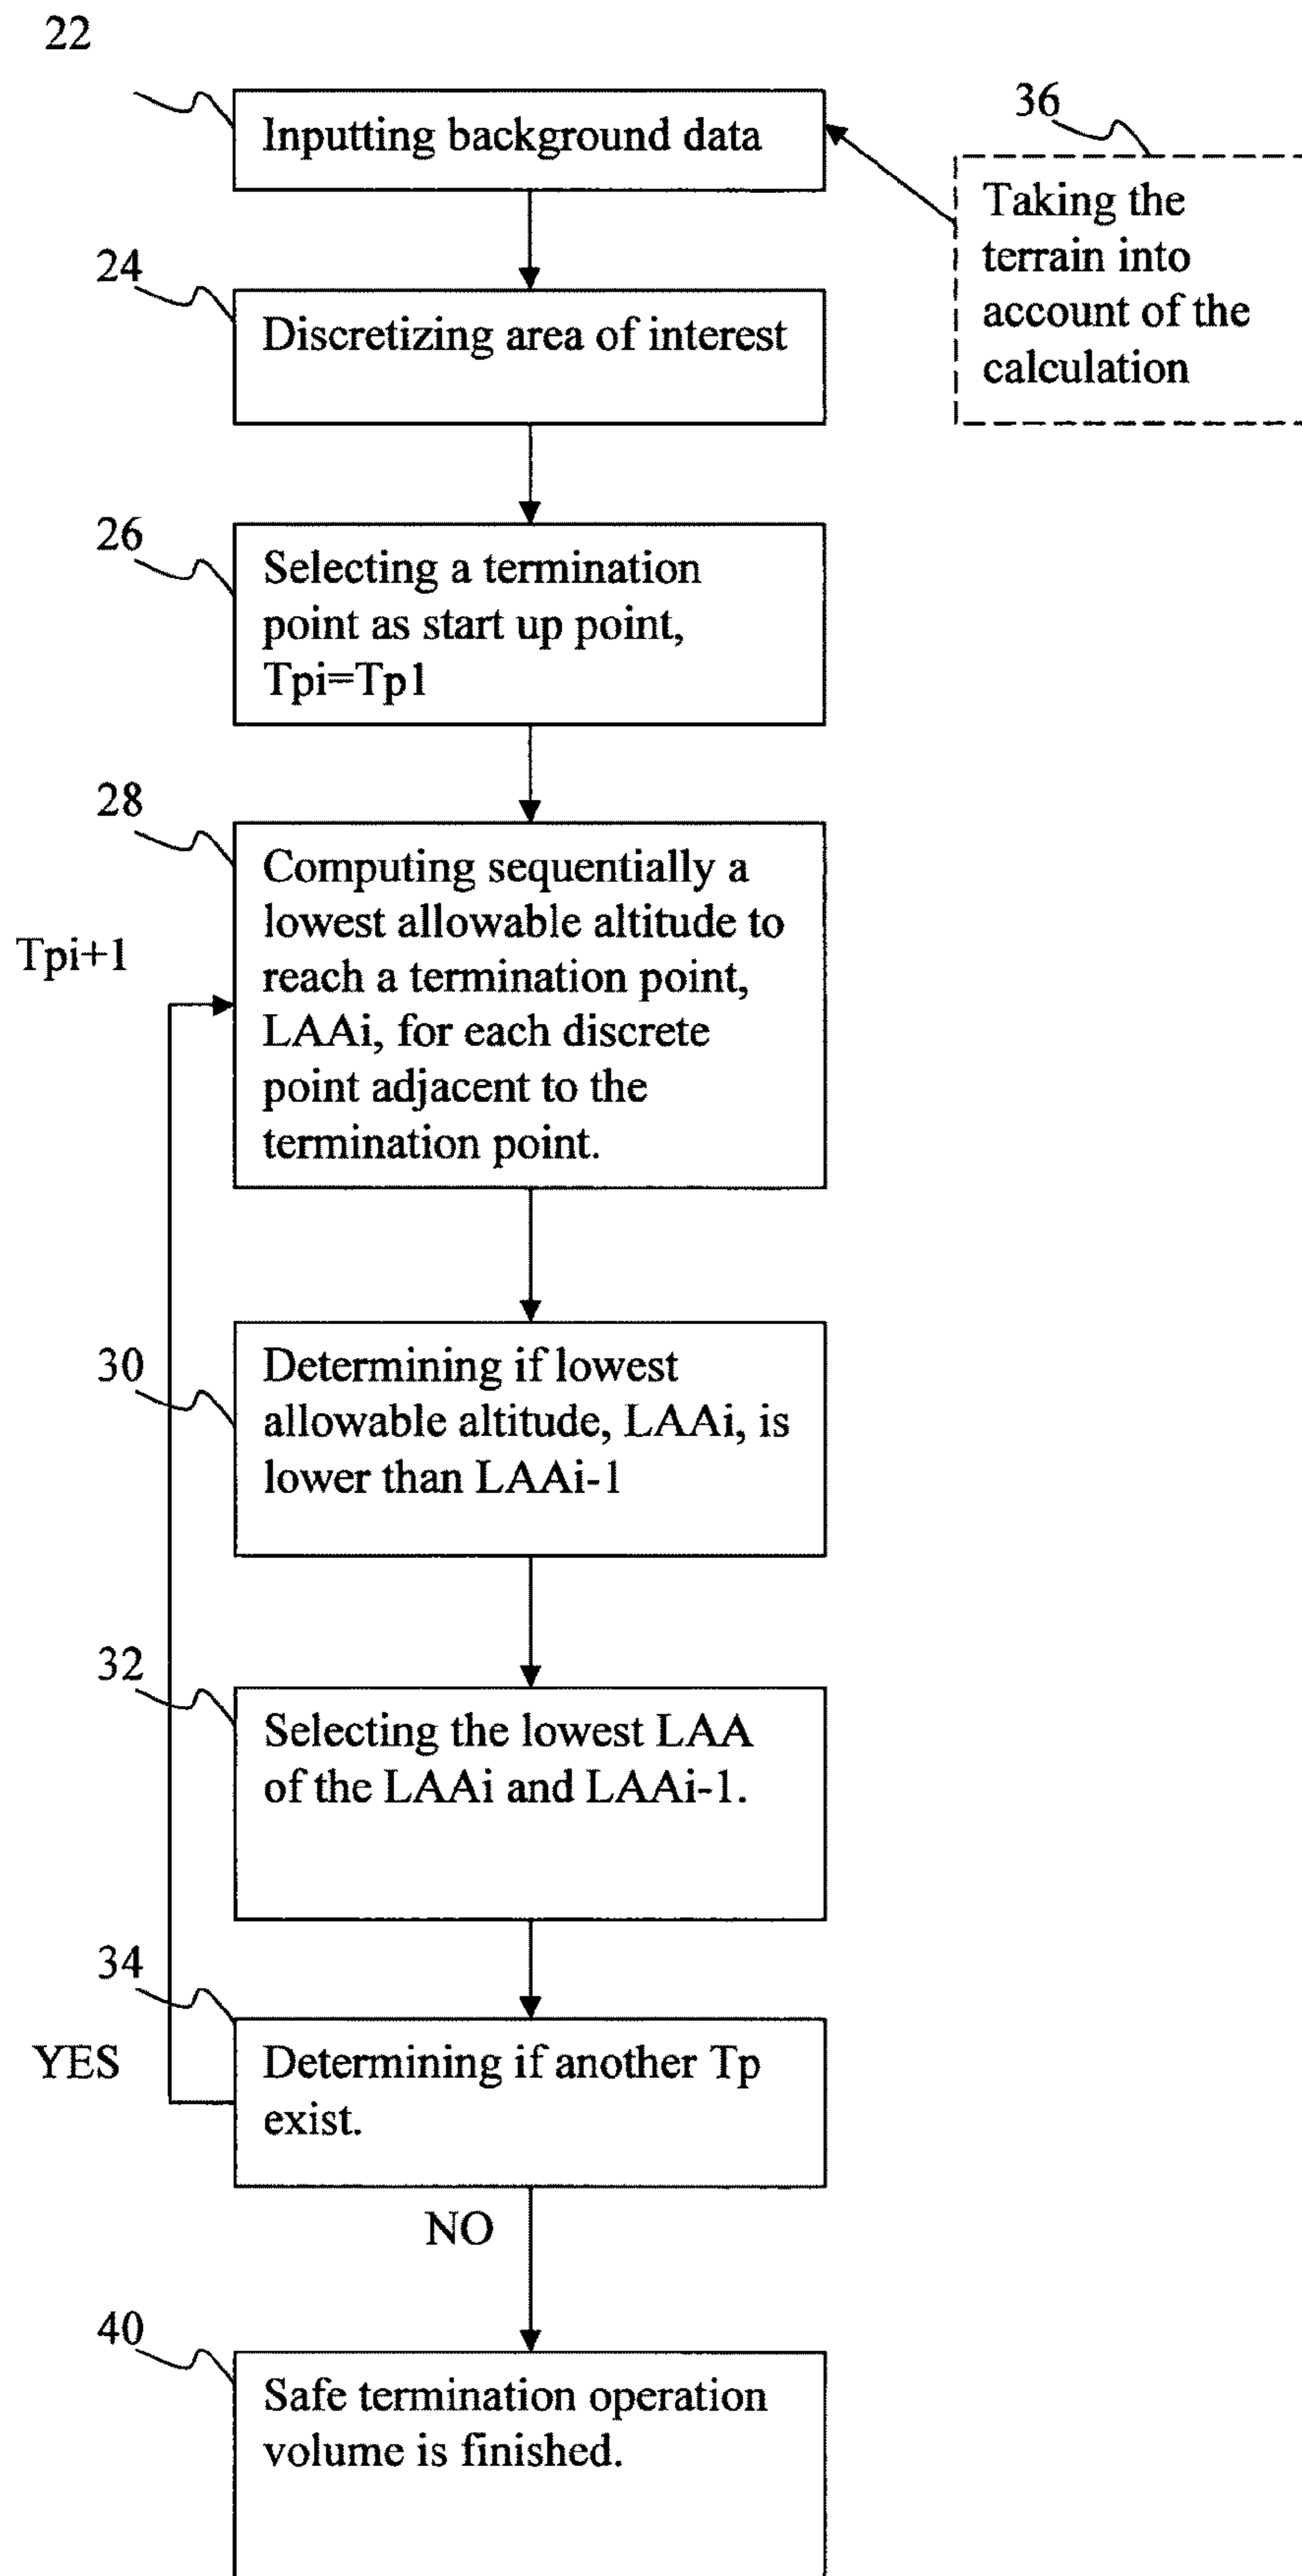 22
Inputting background data
36
Taking the
terrain into
account of the
calculation
24
Discretizing area of interest
26
Selecting a termination
point as start up point,
Tpi=Tp1
28
Computing sequentially a
lowest allowable altitude to
reach a termination point,
LAAi, for each discrete
point adjacent to the
termination point.
Tpi+1
30
Determining if lowest
allowable altitude, LAAi, is
lower than LAAi-1
32
Selecting the lowest LAA
of the LAAi and LAAi-1.
34
YES
Determining if another Tp
exist.
NO
40
Safe termination operation
volume is finished.